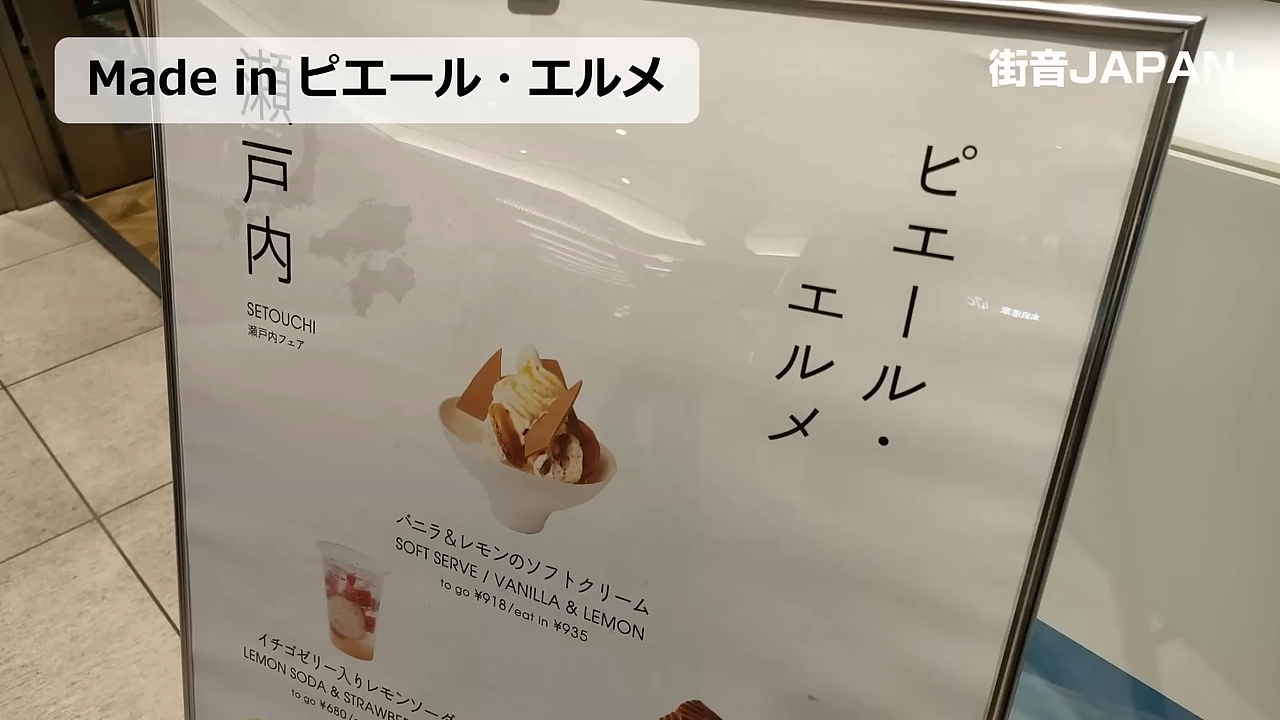 Made in ピエール・エルメ
街音JAPAN
ピエール・
エルメ
瀬戸内
SETOUCHI
瀬戸内フェア
バニラ&レモンのソフトクリーム
SOFT SERVE / VANILLA & LEMON
to go ¥918/eat in ¥935
イチゴゼリー入りレモンソーダ
LEMON SODA & STRAWBE
to go ¥680/